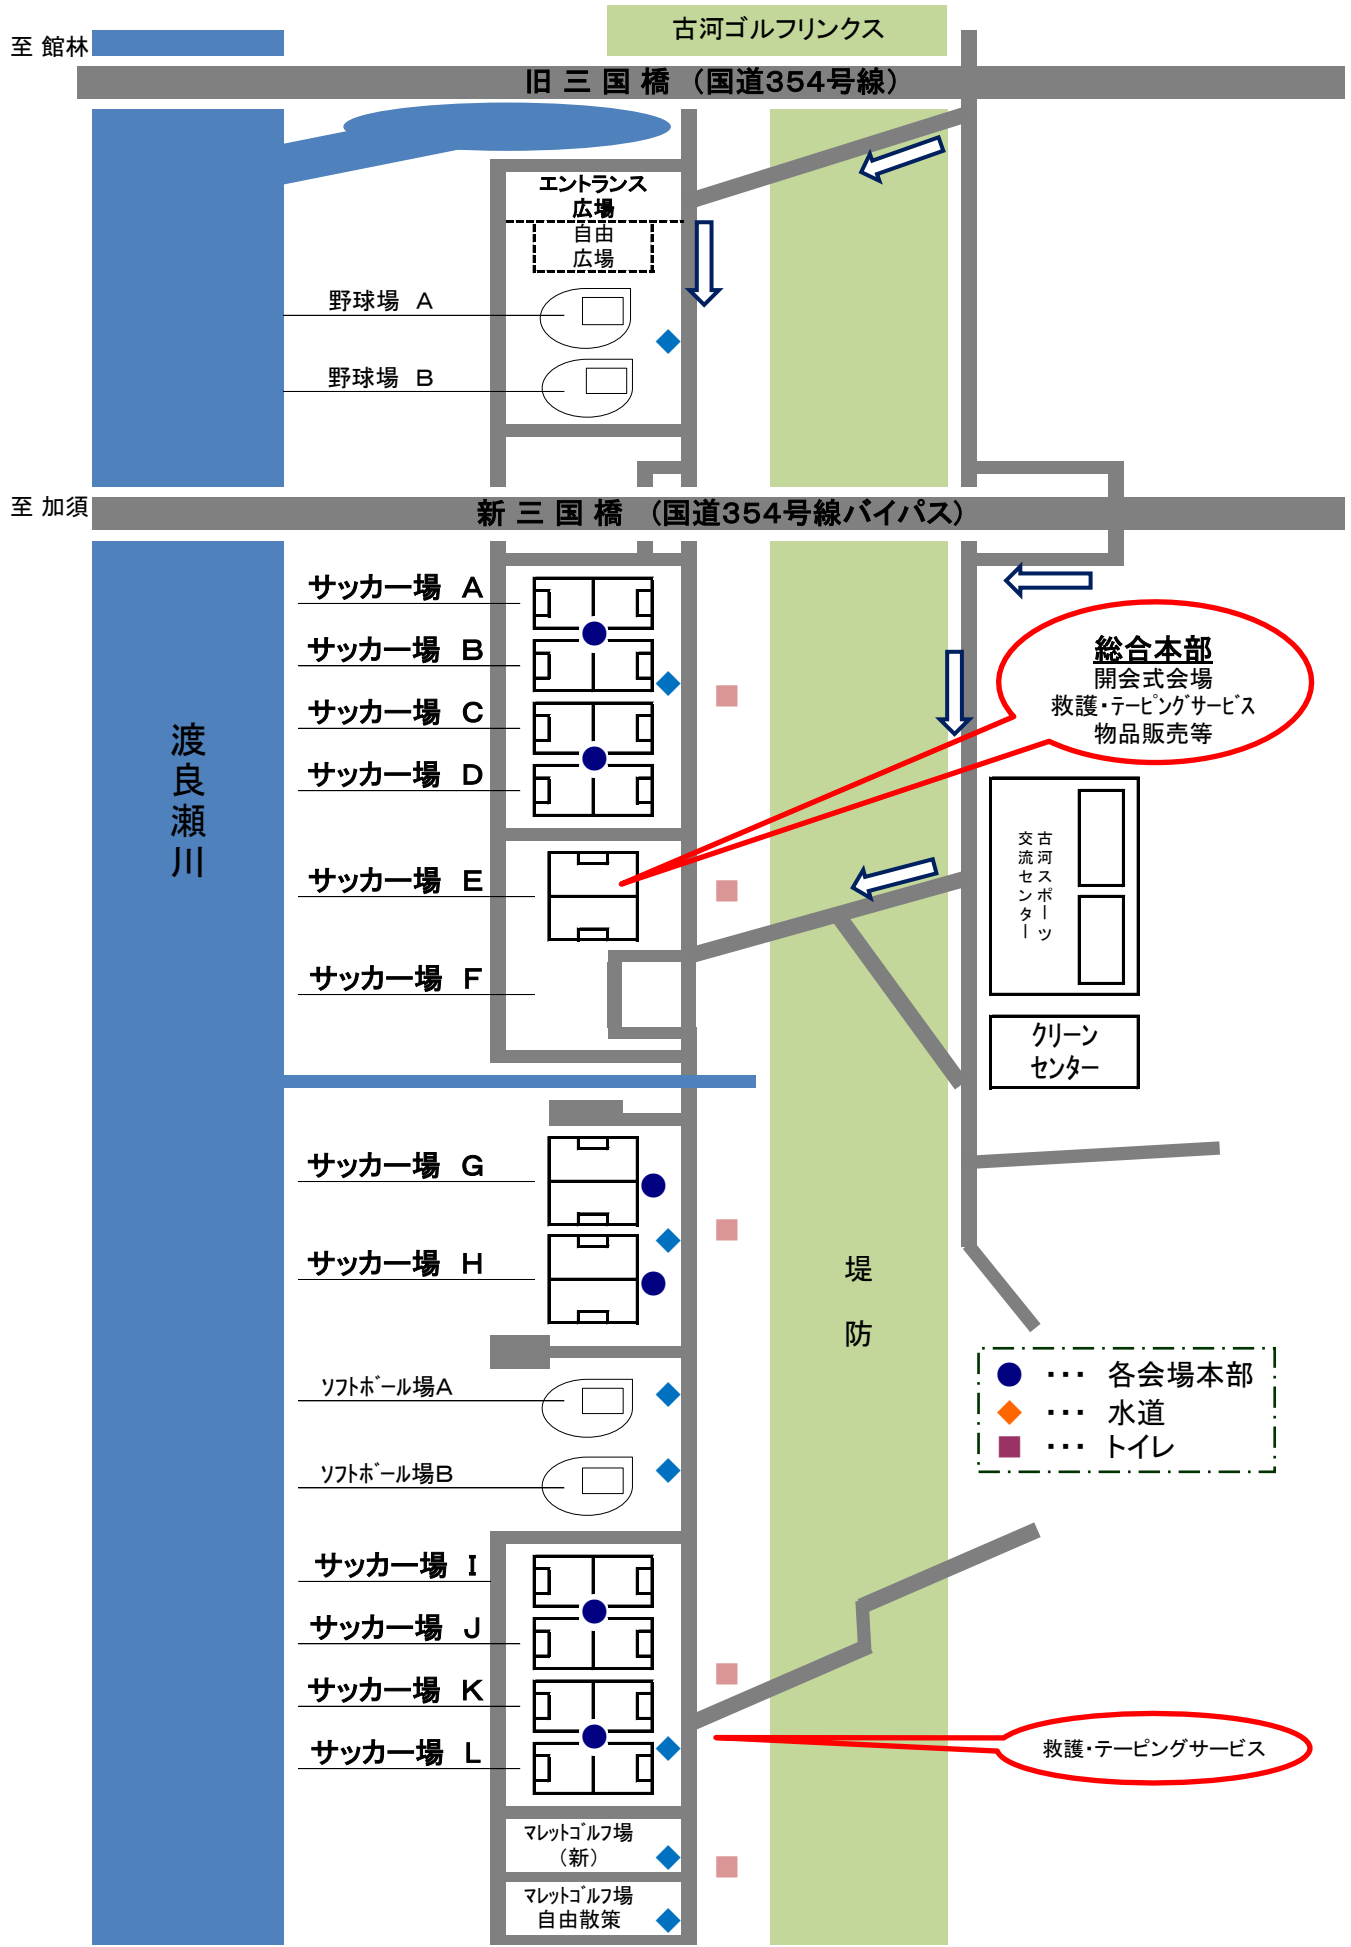 古河ゴルフリンクス
至 館林
旧 三 国 橋 （国道354号線）
エントランス
広場
自由
広場
野球場 A
野球場 B
至 加須
新 三 国 橋 （国道354号線バイパス）
サッカー場 A
サッカー場 B
サッカー場 C
サッカー場 D
サッカー場 E
サッカー場 F
総合本部
開会式会場
救護・テーピングサービス
物品販売等
渡良瀬川
古河スポーツ
交流センター
クリーン
センター
サッカー場 G
サッカー場 H
堤
防
● ・・・ 各会場本部
◆ ・・・ 水道
■ ・・・ トイレ
ソフトボール場A
ソフトボール場B
サッカー場 I
サッカー場 J
サッカー場 K
サッカー場 L
救護・テーピングサービス
マレットゴルフ場
（新）
マレットゴルフ場
自由散策